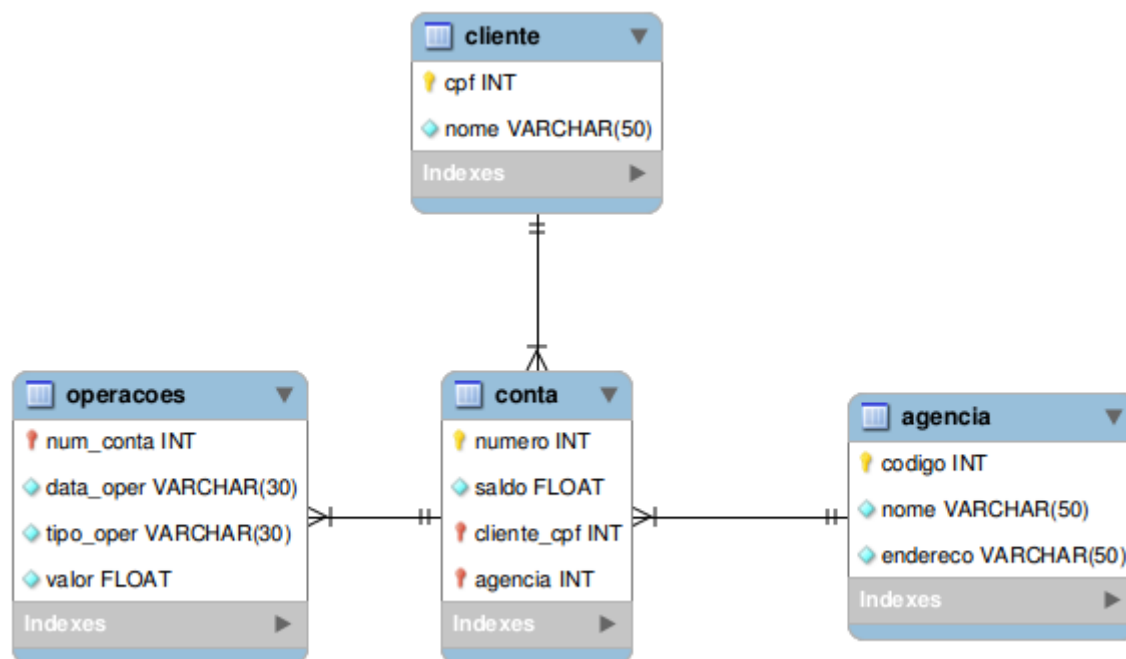 cliente
cpf INT
nome VARCHAR(50)
Indexes
operacoes
num_conta INT
data_oper VARCHAR(30)
tipo_oper VARCHAR(30)
valor FLOAT
Indexes
conta
numero INT
saldo FLOAT
cliente_cpf INT
agencia INT
Indexes
agencia
codigo INT
nome VARCHAR(50)
endereco VARCHAR(50)
Indexes